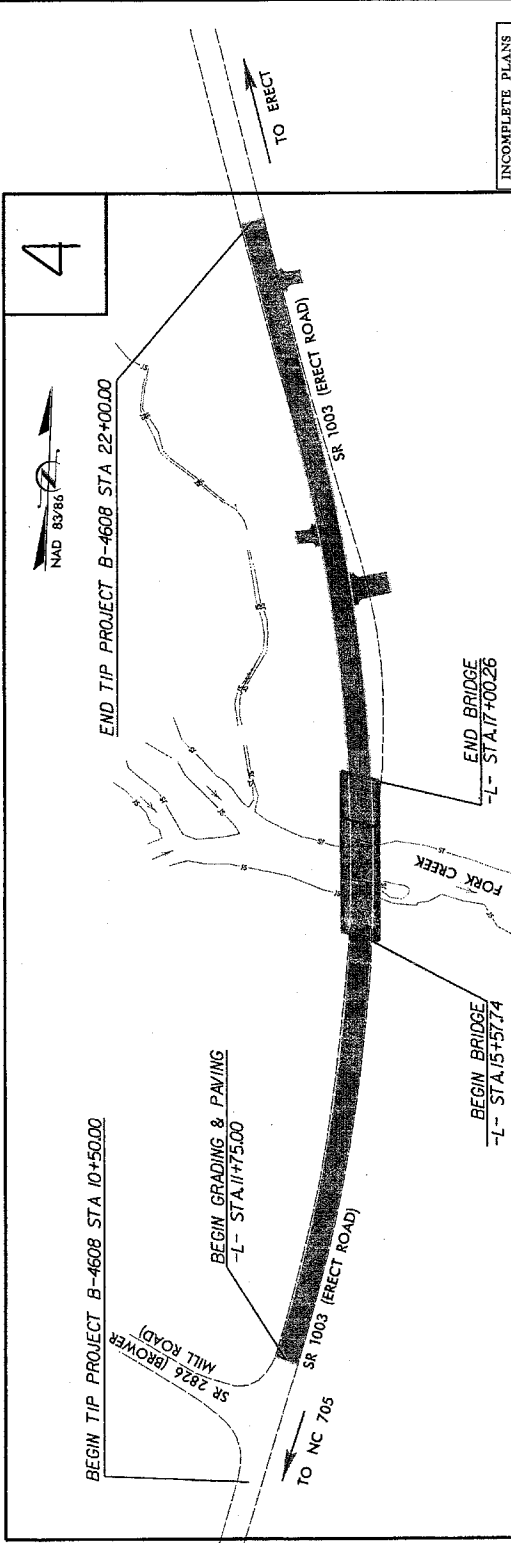 4
NAD 83/86
BEGIN TIP PROJECT B-4608 STA 10+50.00
END TIP PROJECT B-4608 STA 22+00.00
BEGIN GRADING & PAVING
-L- STA.11+75.00
SR 2826 (BROWER
MILL ROAD)
SR 1003 (ERECT ROAD)
TO NC 705
SR 1003 (ERECT ROAD)
TO ERECT
FORK CREEK
BEGIN BRIDGE
-L- STA.15+57.74
END BRIDGE
-L- STA.17+00.26
INCOMPLETE PLANS